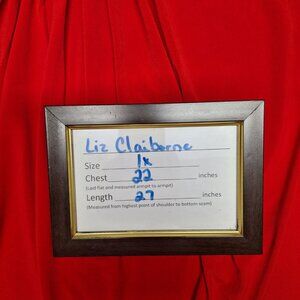 Liz Claiborne
Size 1x
Chest 22 inches
(Laid flat and measured armpit to armpit)
Length 27 inches
(Measured from highest point of shoulder to bottom seam)